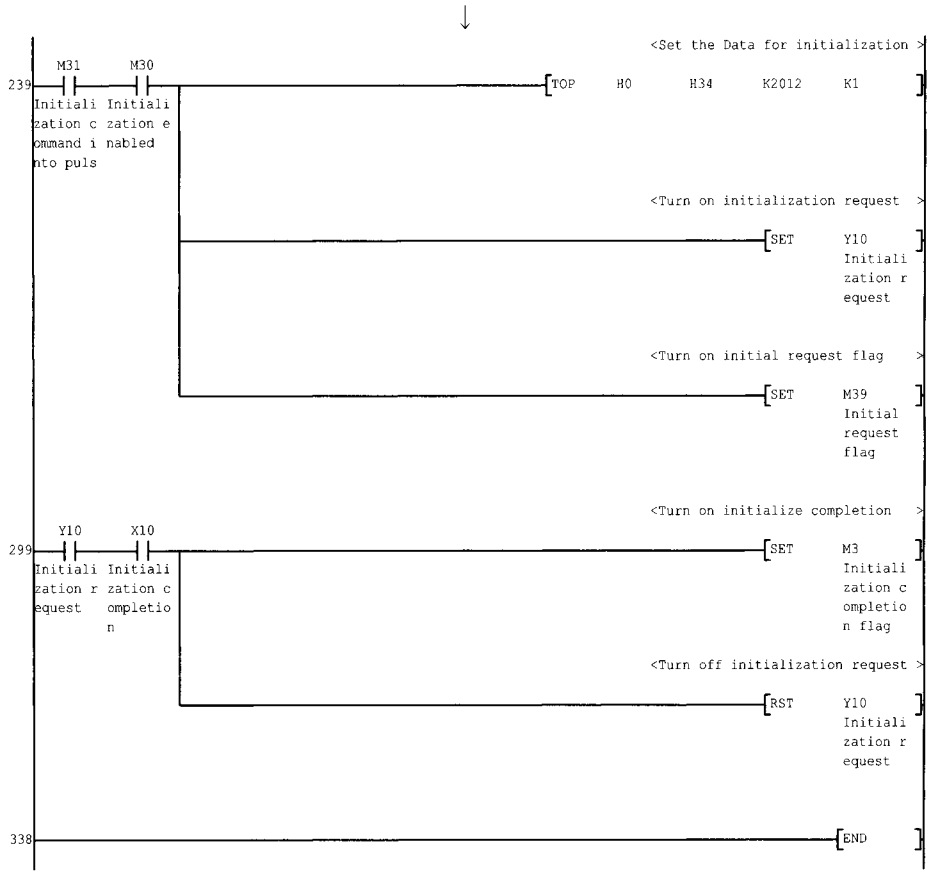 <Set the Data for initialization >
M31 M30
239 [TOP H0 H34 K2012 K1 ]
Initiali Initiali
zation c zation e
ommand i nabled
nto puls
<Turn on initialization request >
[SET Y10 ]
Initiali
zation r
equest
<Turn on initial request flag >
[SET M39 ]
Initial
request
flag
<Turn on initialize completion >
Y10 X10
299 [SET M3 ]
Initiali Initiali Initiali
zation r zation c zation c
equest ompletio ompletio
n n flag
<Turn off initialization request >
[RST Y10 ]
Initiali
zation r
equest
338 [END ]